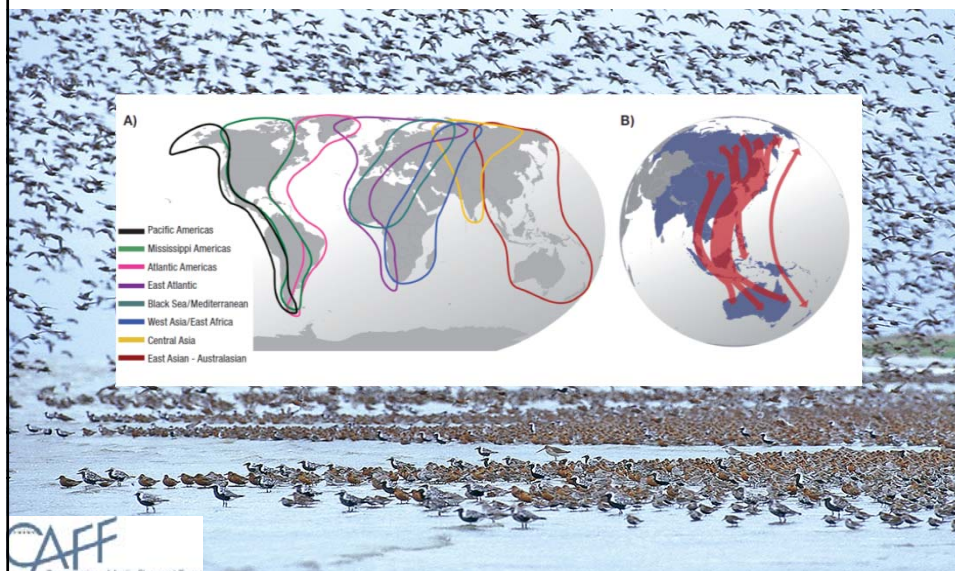 A)
B)
Pacific Americas
Mississippi Americas
Atlantic Americas
East Atlantic
Black Sea/Mediterranean
West Asia/East Africa
Central Asia
East Asian - Australasian
CAFF